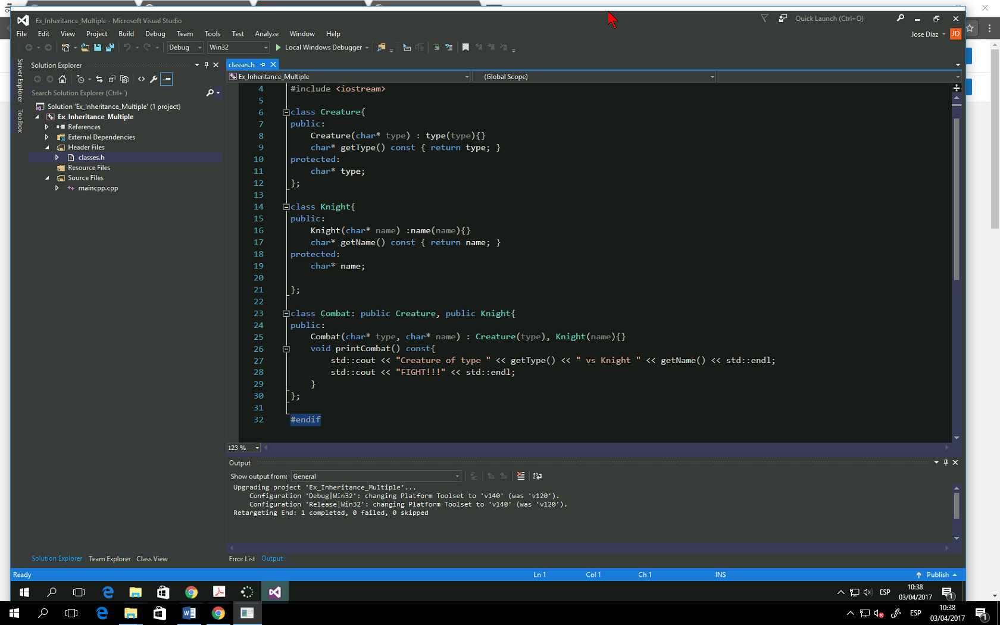 Ex_Inheritance_Multiple - Microsoft Visual Studio
Quick Launch (Ctrl+Q)
File Edit View Project Build Debug Team Tools Test Analyze Window Help
Jose Díaz JD
Debug Win32 Local Windows Debugger
Server Explorer
Toolbox
Solution Explorer
Search Solution Explorer (Ctrl+`)
Solution 'Ex_Inheritance_Multiple' (1 project)
Ex_Inheritance_Multiple
References
External Dependencies
Header Files
classes.h
Resource Files
Source Files
maincpp.cpp
classes.h
Ex_Inheritance_Multiple (Global Scope)
4 #include <iostream>
5
6 class Creature{
7 public:
8 Creature(char* type) : type(type){}
9 char* getType() const { return type; }
10 protected:
11 char* type;
12 };
13
14 class Knight{
15 public:
16 Knight(char* name) :name(name){}
17 char* getName() const { return name; }
18 protected:
19 char* name;
20
21 };
22
23 class Combat: public Creature, public Knight{
24 public:
25 Combat(char* type, char* name) : Creature(type), Knight(name){}
26 void printCombat() const{
27 std::cout << "Creature of type " << getType() << " vs Knight " << getName() << std::endl;
28 std::cout << "FIGHT!!!" << std::endl;
29 }
30 };
31
32 #endif
123 %
Output
Show output from: General
Upgrading project 'Ex_Inheritance_Multiple'...
Configuration 'Debug|Win32': changing Platform Toolset to 'v140' (was 'v120').
Configuration 'Release|Win32': changing Platform Toolset to 'v140' (was 'v120').
Retargeting End: 1 completed, 0 failed, 0 skipped
Solution Explorer Team Explorer Class View
Error List Output
Ready Ln 1 Col 1 Ch 1 INS Publish
ESP 10:38
03/04/2017 1
ESP 10:38
03/04/2017 1